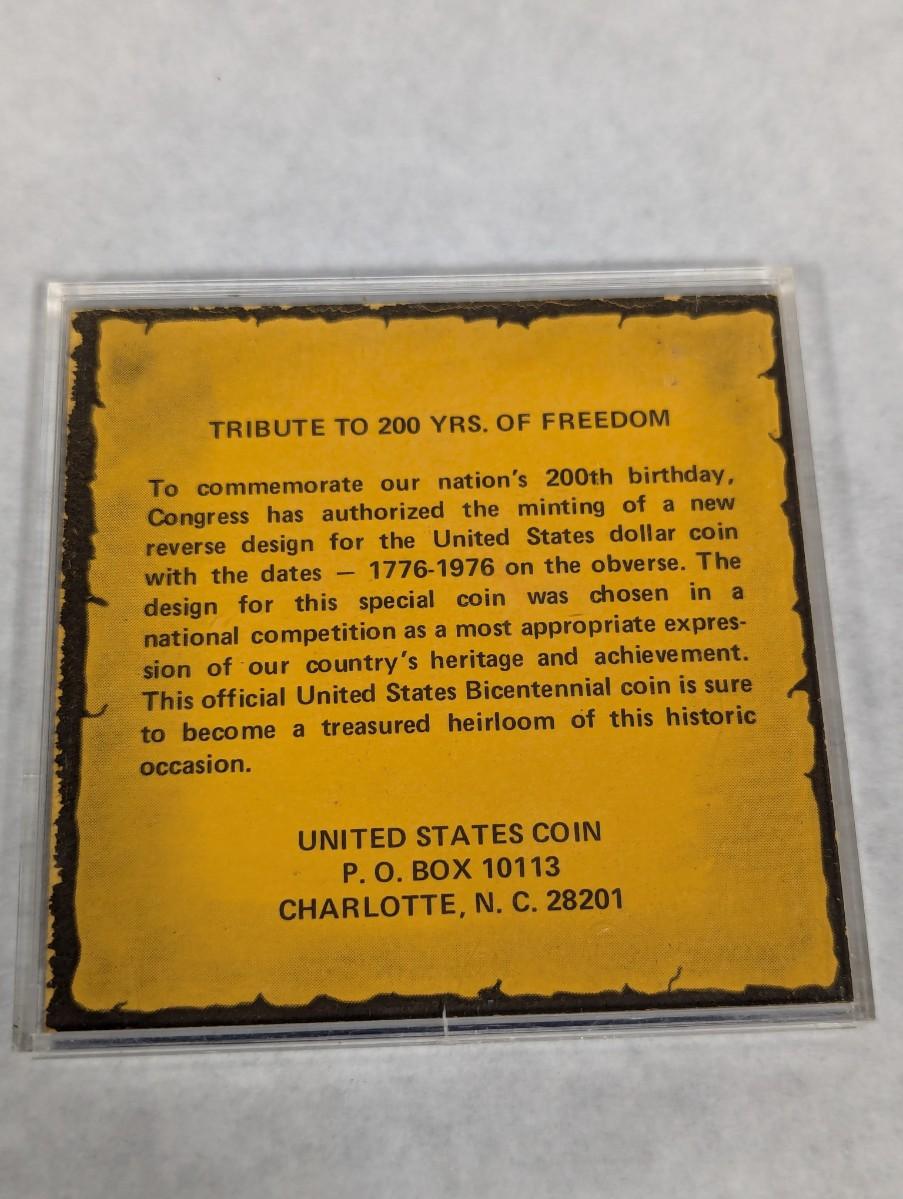 TRIBUTE TO 200 YRS. OF FREEDOM
To commemorate our nation's 200th birthday,
Congress has authorized the minting of a new
reverse design for the United States dollar coin
with the dates — 1776-1976 on the obverse. The
design for this special coin was chosen in a
national competition as a most appropriate expres-
sion of our country's heritage and achievement.
This official United States Bicentennial coin is sure
to become a treasured heirloom of this historic
occasion.
UNITED STATES COIN
P. O. BOX 10113
CHARLOTTE, N. C. 28201